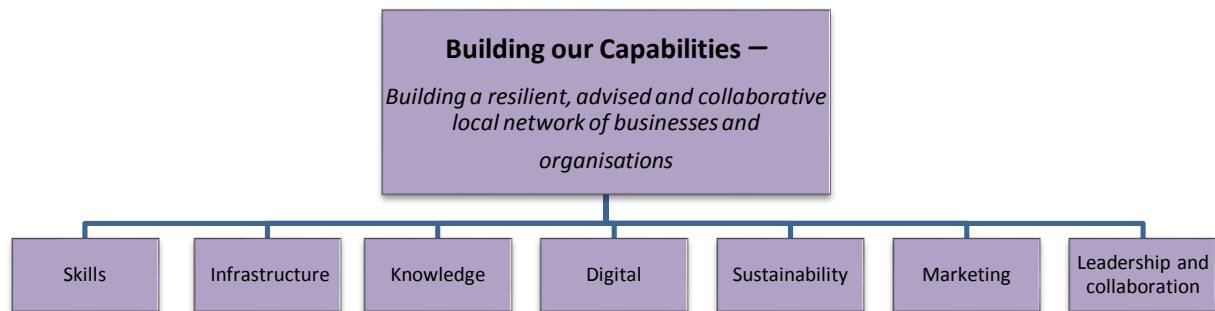 Building our Capabilities –
Building a resilient, advised and collaborative
local network of businesses and
organisations
Skills
Infrastructure
Knowledge
Digital
Sustainability
Marketing
Leadership and
collaboration